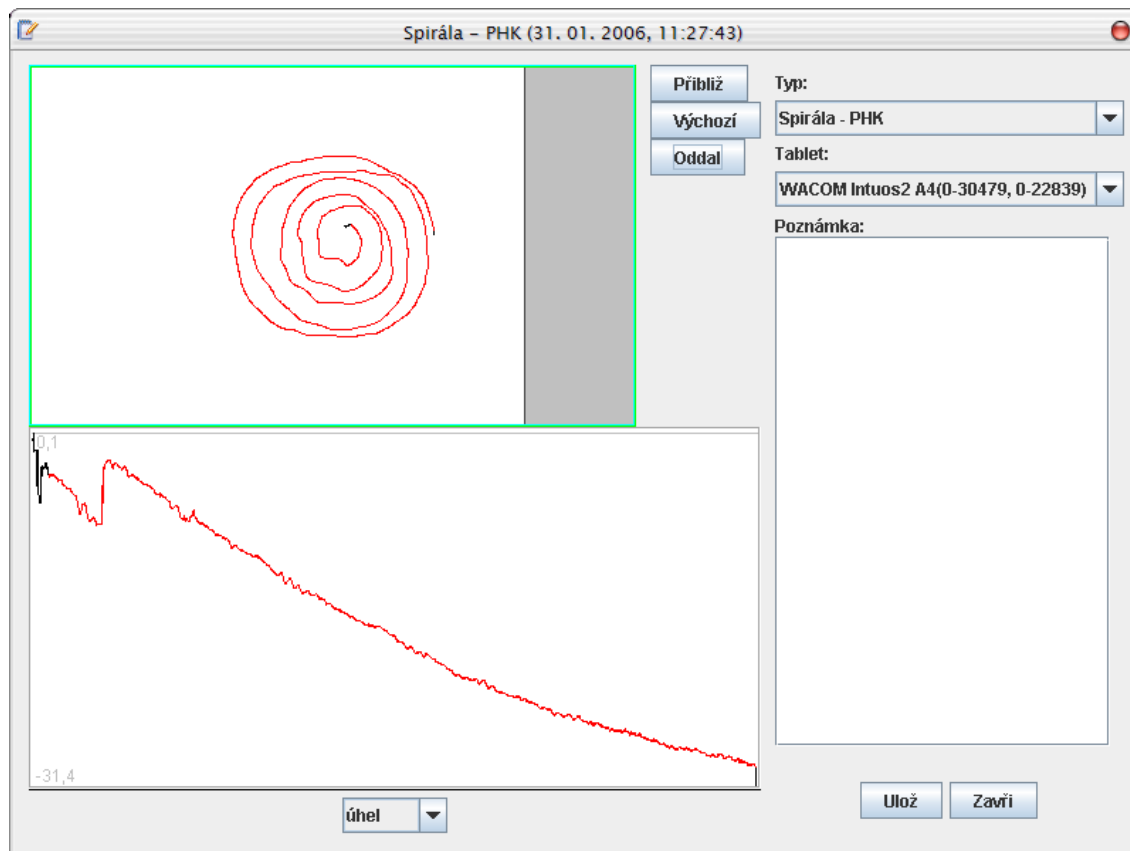 Spirála - PHK (31. 01. 2006, 11:27:43)
Přibliž
Výchozí
Oddal
Typ:
Spirála - PHK
Tablet:
WACOM Intuos2 A4(0-30479, 0-22839)
Poznámka:
0,1
-31,4
úhel
Ulož
Zavři